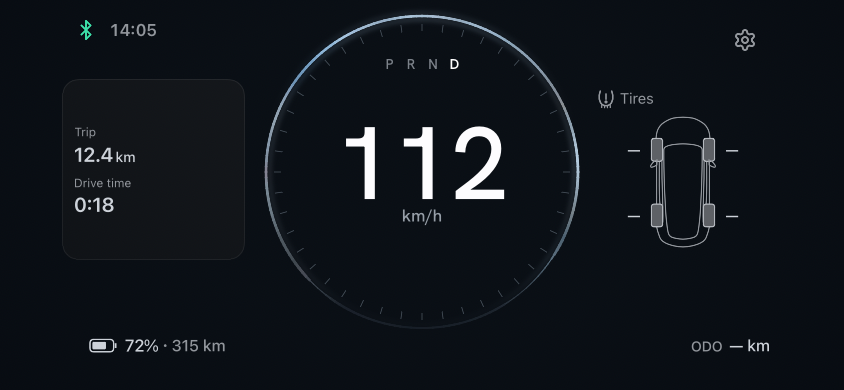 14:05
P R N D
Tires
Trip
12.4 km
Drive time
0:18
112
km/h
— —
— —
72% · 315 km
ODO — km